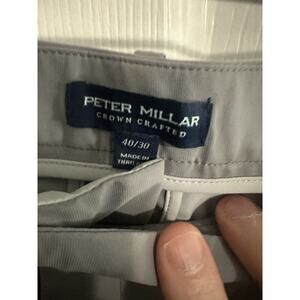 PETER MILLAR
CROWN CRAFTED
40/30
MADE IN